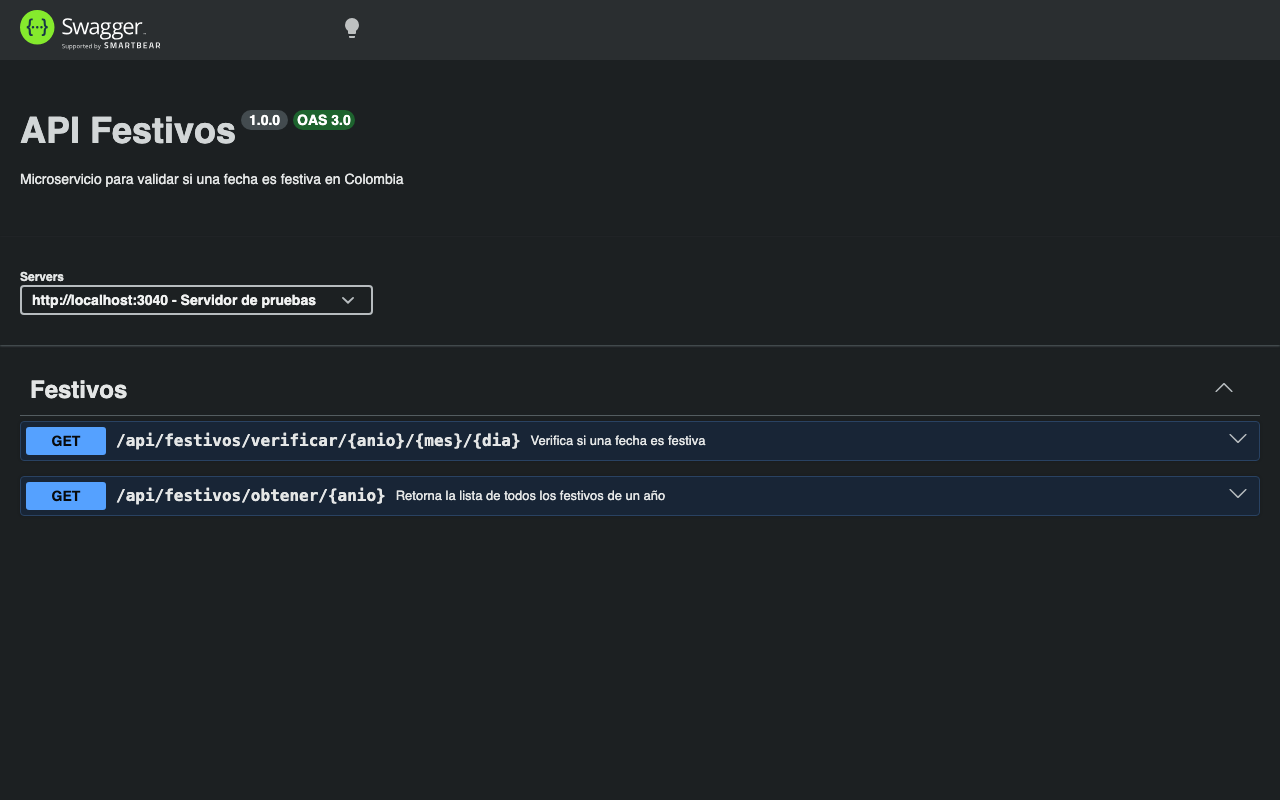 {···} Swagger
Supported by SMARTBEAR
API Festivos 1.0.0 OAS 3.0
Microservicio para validar si una fecha es festiva en Colombia
Servers
http://localhost:3040 - Servidor de pruebas
Festivos
GET /api/festivos/verificar/{anio}/{mes}/{dia} Verifica si una fecha es festiva
GET /api/festivos/obtener/{anio} Retorna la lista de todos los festivos de un año